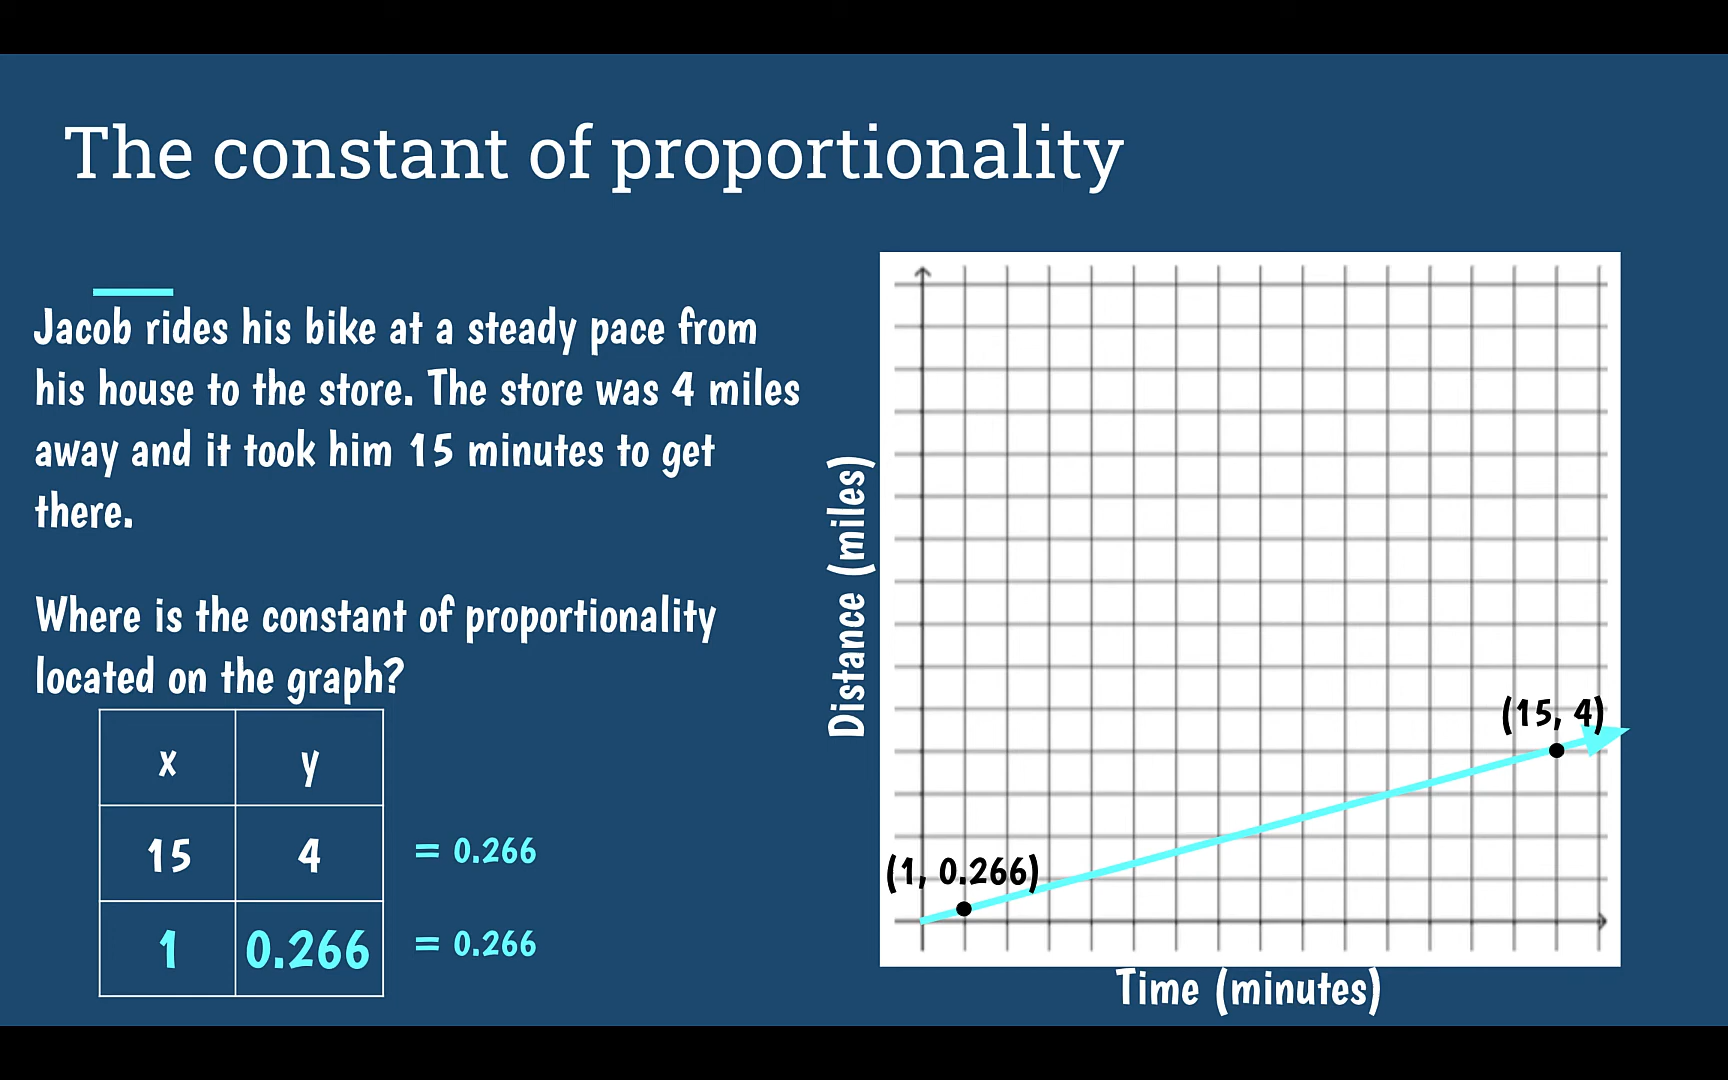 The constant of proportionality
Jacob rides his bike at a steady pace from
his house to the store. The store was 4 miles
away and it took him 15 minutes to get
there.
Where is the constant of proportionality
located on the graph?
x y
15 4 = 0.266
1 0.266 = 0.266
Distance (miles)
(15, 4)
(1, 0.266)
Time (minutes)